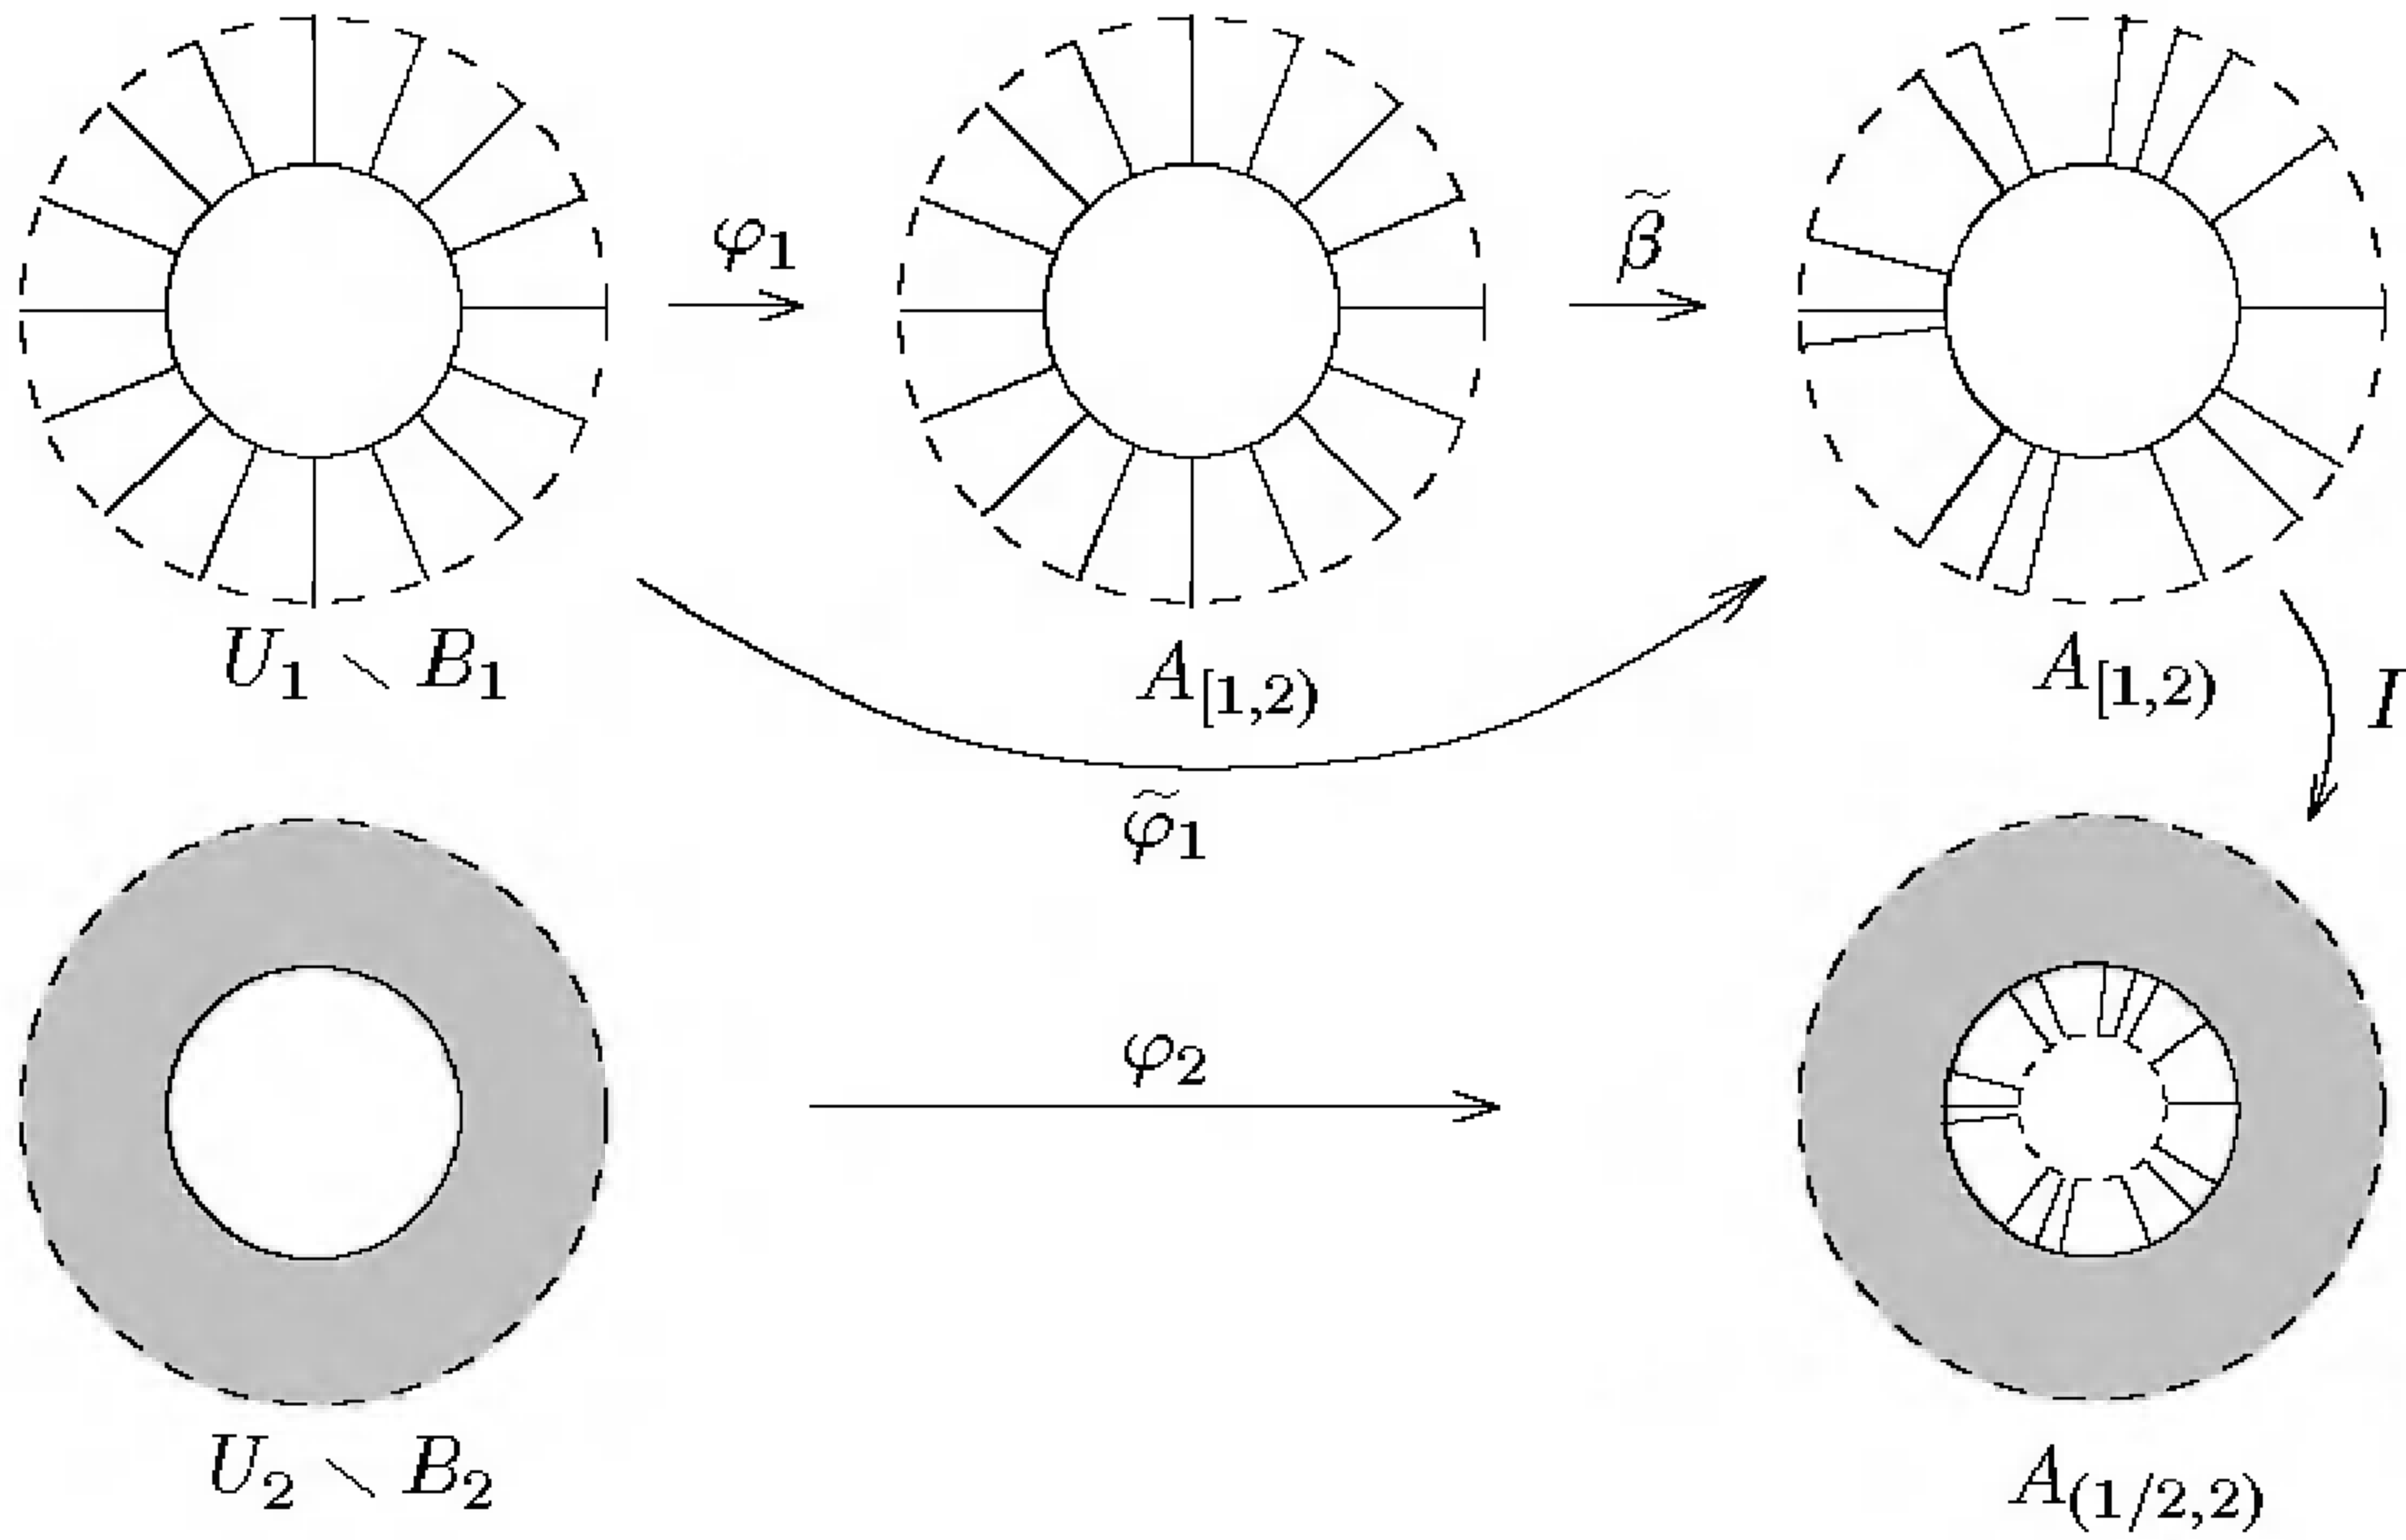 φ₁
β̃
U₁ ∖ B₁
A[1,2)
A[1,2)
I
φ̃₁
φ₂
U₂ ∖ B₂
A(1/2,2)